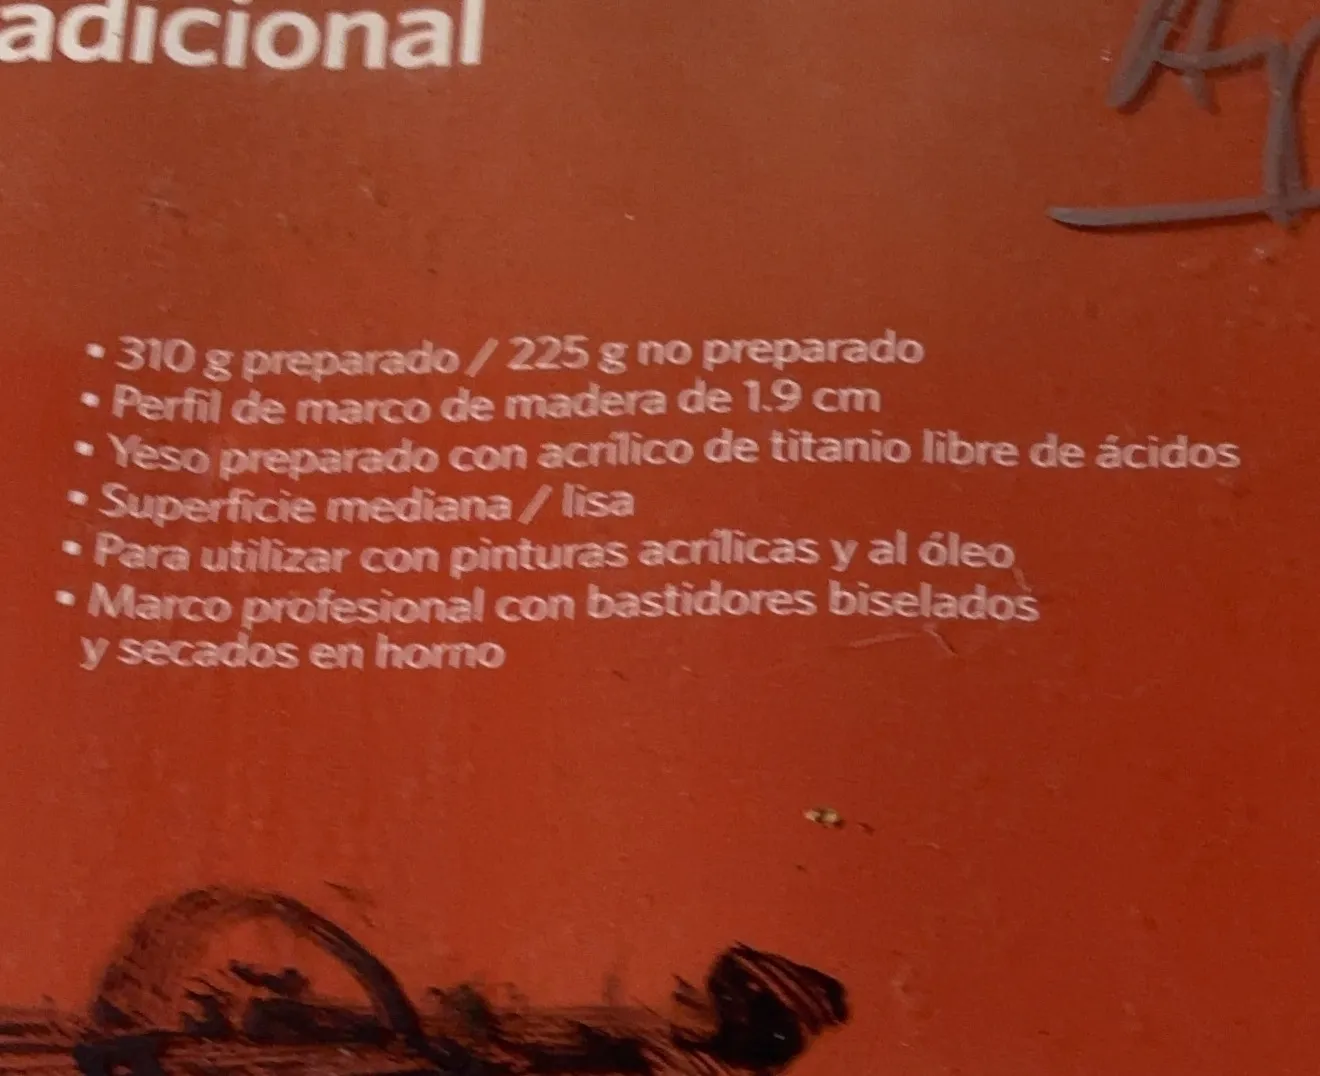 adicional
• 310 g preparado / 225 g no preparado
• Perfil de marco de madera de 1.9 cm
• Yeso preparado con acrílico de titanio libre de ácidos
• Superficie mediana / lisa
• Para utilizar con pinturas acrílicas y al óleo
• Marco profesional con bastidores biselados
y secados en horno